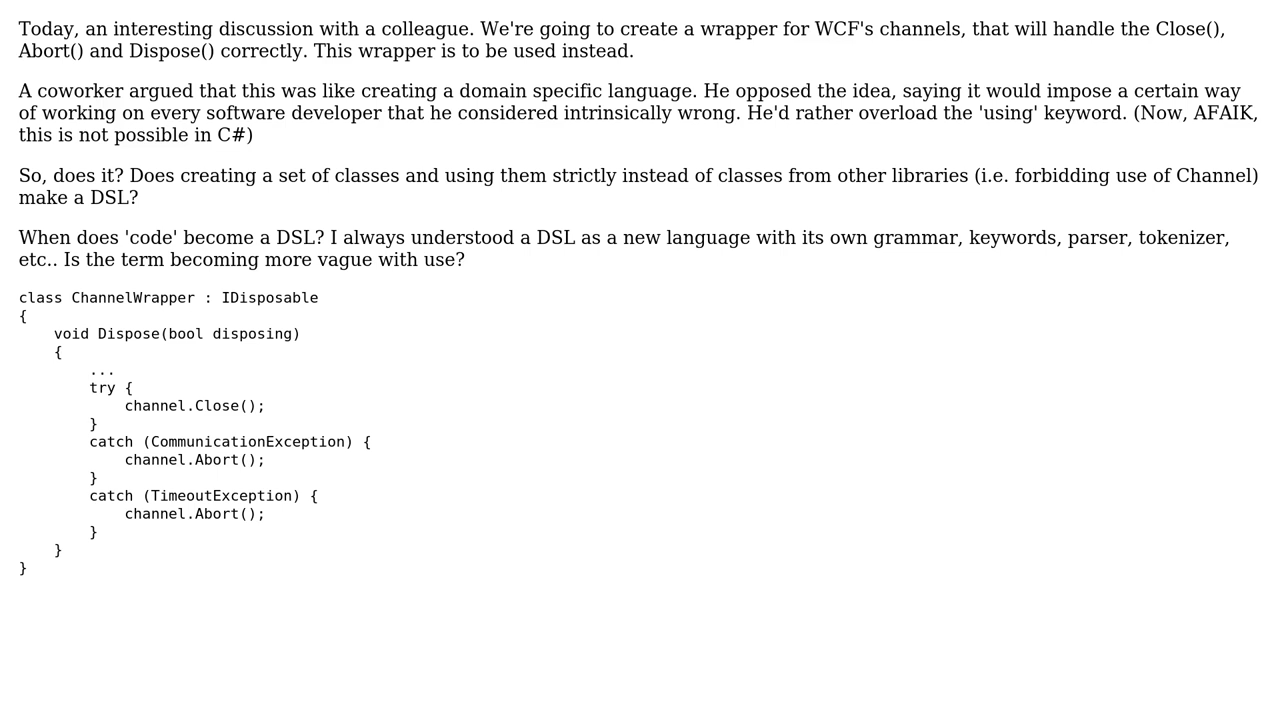 Today, an interesting discussion with a colleague. We're going to create a wrapper for WCF's channels, that will handle the Close(),
Abort() and Dispose() correctly. This wrapper is to be used instead.
A coworker argued that this was like creating a domain specific language. He opposed the idea, saying it would impose a certain way
of working on every software developer that he considered intrinsically wrong. He'd rather overload the 'using' keyword. (Now, AFAIK,
this is not possible in C#)
So, does it? Does creating a set of classes and using them strictly instead of classes from other libraries (i.e. forbidding use of Channel)
make a DSL?
When does 'code' become a DSL? I always understood a DSL as a new language with its own grammar, keywords, parser, tokenizer,
etc.. Is the term becoming more vague with use?
class ChannelWrapper : IDisposable
{
    void Dispose(bool disposing)
    {
        ...
        try {
            channel.Close();
        }
        catch (CommunicationException) {
            channel.Abort();
        }
        catch (TimeoutException) {
            channel.Abort();
        }
    }
}